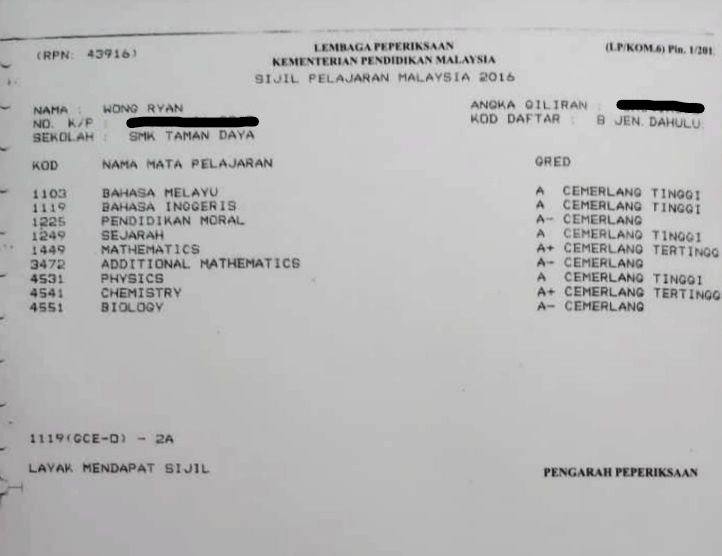 (RPN: 43916)
LEMBAGA PEPERIKSAAN
KEMENTERIAN PENDIDIKAN MALAYSIA
SIJIL PELAJARAN MALAYSIA 2016
(LP/KOM.6) Pin. 1/201
NAMA : WONG RYAN
ANGKA GILIRAN :
NO. K/P :
KOD DAFTAR : B JEN. DAHULU
SEKOLAH : SMK TAMAN DAYA
KOD NAMA MATA PELAJARAN GRED
1103 BAHASA MELAYU A CEMERLANG TINGGI
1119 BAHASA INGGERIS A CEMERLANG TINGGI
1225 PENDIDIKAN MORAL A- CEMERLANG
1249 SEJARAH A CEMERLANG TINGGI
1449 MATHEMATICS A+ CEMERLANG TERTINGG
3472 ADDITIONAL MATHEMATICS A- CEMERLANG
4531 PHYSICS A CEMERLANG TINGGI
4541 CHEMISTRY A+ CEMERLANG TERTINGG
4551 BIOLOGY A- CEMERLANG
1119(GCE-O) - 2A
LAYAK MENDAPAT SIJIL
PENGARAH PEPERIKSAAN